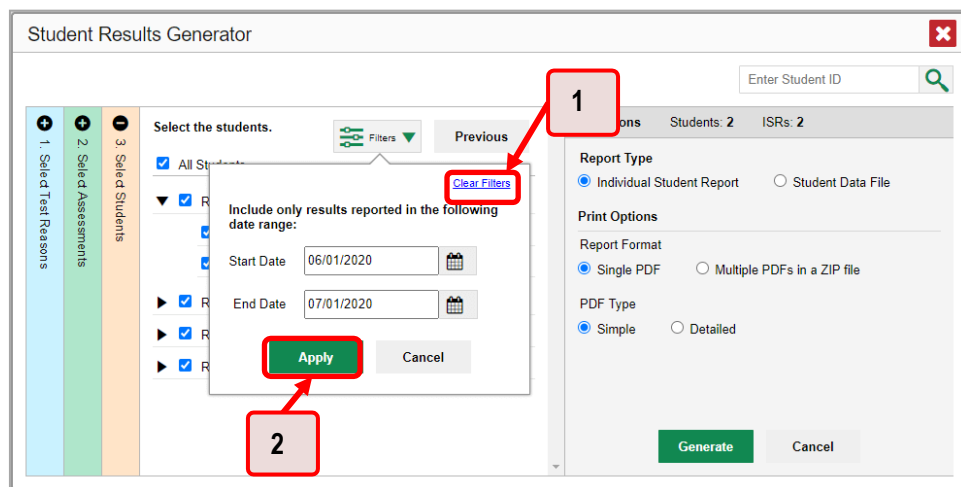 Student Results Generator
Enter Student ID
1
1. Select Test Reasons
2. Select Assessments
3. Select Students
Select the students.
Filters
Previous
All
Clear Filters
Include only results reported in the following
date range:
Start Date 06/01/2020
End Date 07/01/2020
Apply
Cancel
2
R
R
R
R
Students: 2
ISRs: 2
Report Type
Individual Student Report
Student Data File
Print Options
Report Format
Single PDF
Multiple PDFs in a ZIP file
PDF Type
Simple
Detailed
Generate
Cancel